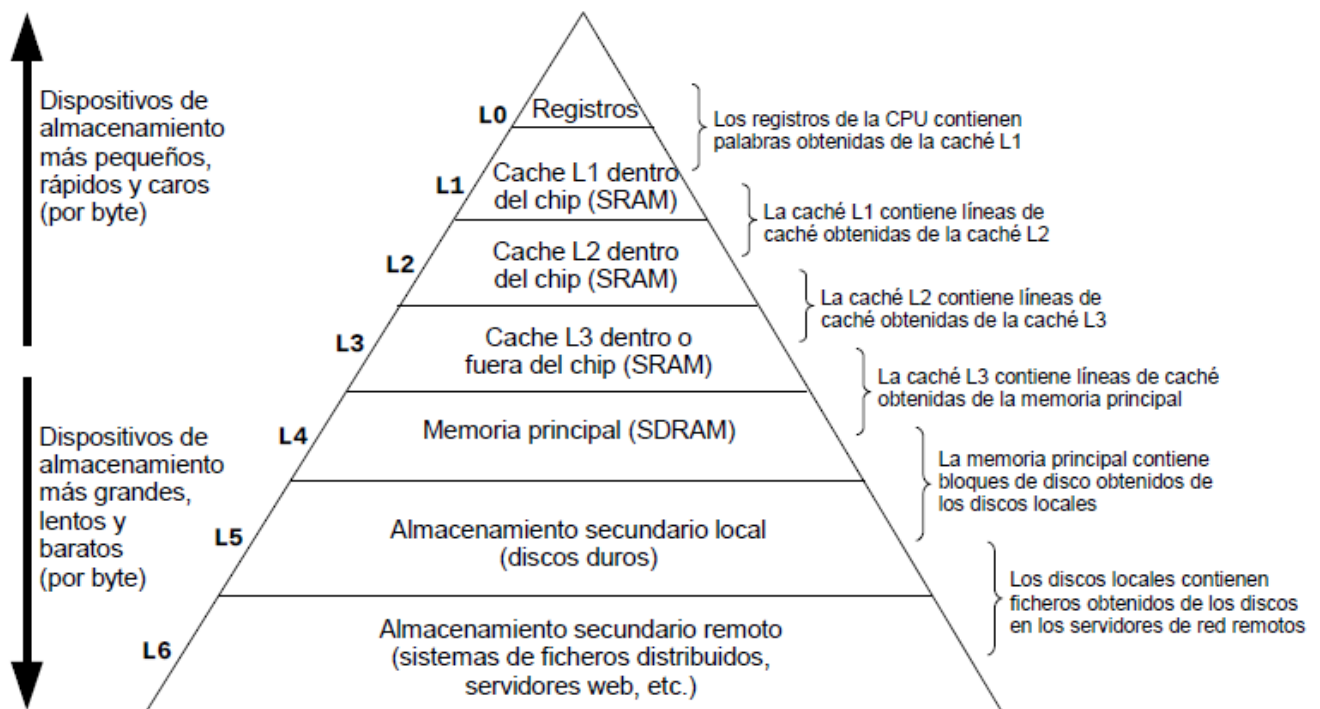 Dispositivos de
almacenamiento
más pequeños,
rápidos y caros
(por byte)
Dispositivos de
almacenamiento
más grandes,
lentos y
baratos
(por byte)
L0
Registros
L1
Cache L1 dentro
del chip (SRAM)
L2
Cache L2 dentro
del chip (SRAM)
L3
Cache L3 dentro o
fuera del chip (SRAM)
L4
Memoria principal (SDRAM)
L5
Almacenamiento secundario local
(discos duros)
L6
Almacenamiento secundario remoto
(sistemas de ficheros distribuidos,
servidores web, etc.)
Los registros de la CPU contienen
palabras obtenidas de la caché L1
La caché L1 contiene líneas de
caché obtenidas de la caché L2
La caché L2 contiene líneas de
caché obtenidas de la caché L3
La caché L3 contiene líneas de caché
obtenidas de la memoria principal
La memoria principal contiene
bloques de disco obtenidos de
los discos locales
Los discos locales contienen
ficheros obtenidos de los discos
en los servidores de red remotos